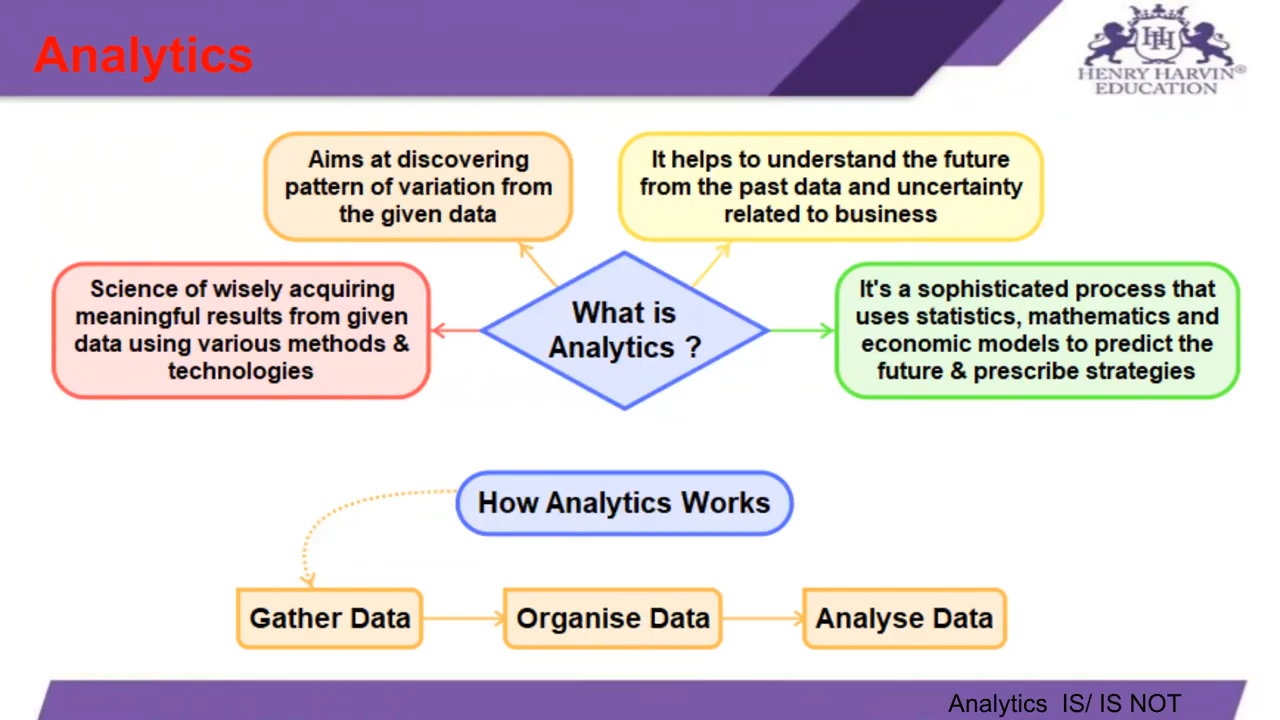 Analytics
HENRY HARVIN®
EDUCATION
Aims at discovering
pattern of variation from
the given data
It helps to understand the future
from the past data and uncertainty
related to business
Science of wisely acquiring
meaningful results from given
data using various methods &
technologies
What is
Analytics ?
It's a sophisticated process that
uses statistics, mathematics and
economic models to predict the
future & prescribe strategies
How Analytics Works
Gather Data
Organise Data
Analyse Data
Analytics  IS/ IS NOT